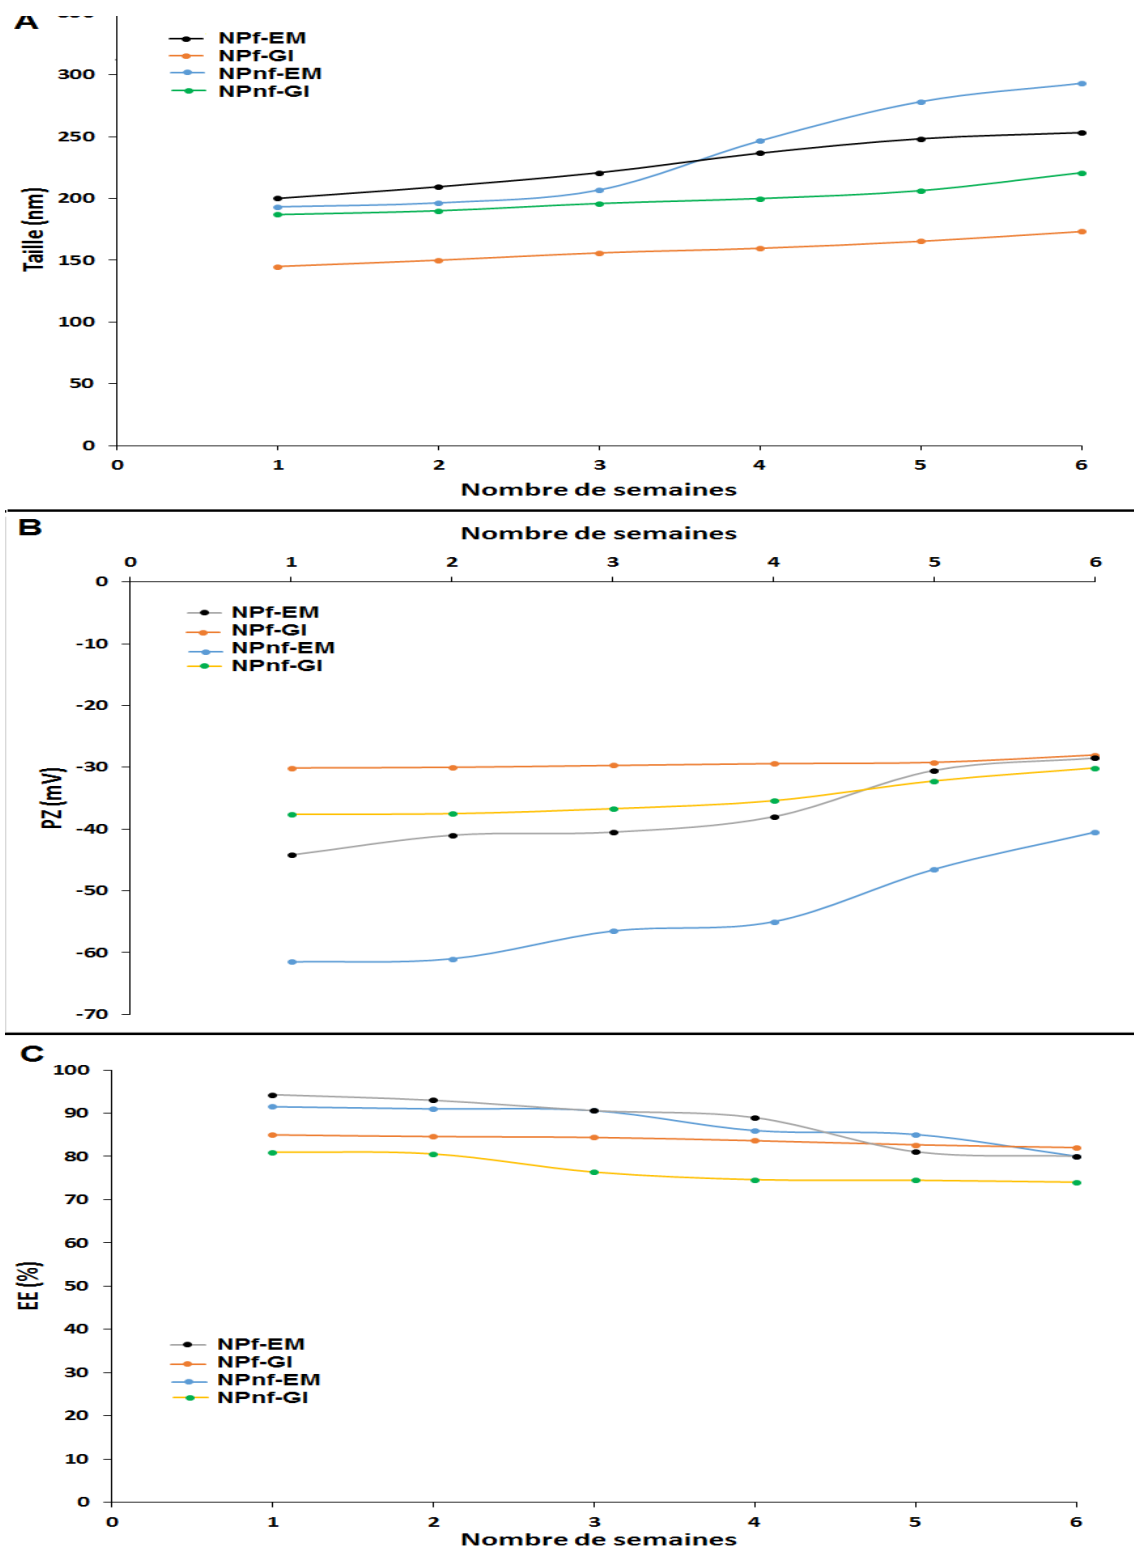 A
NPf-EM
NPf-GI
NPnf-EM
NPnf-GI
300
250
200
150
100
50
0
Taille (nm)
0 1 2 3 4 5 6
Nombre de semaines
B
Nombre de semaines
0 1 2 3 4 5 6
0
-10
-20
-30
-40
-50
-60
-70
NPf-EM
NPf-GI
NPnf-EM
NPnf-GI
PZ (mV)
C
100
90
80
70
60
50
40
30
20
10
0
EE (%)
NPf-EM
NPf-GI
NPnf-EM
NPnf-GI
0 1 2 3 4 5 6
Nombre de semaines